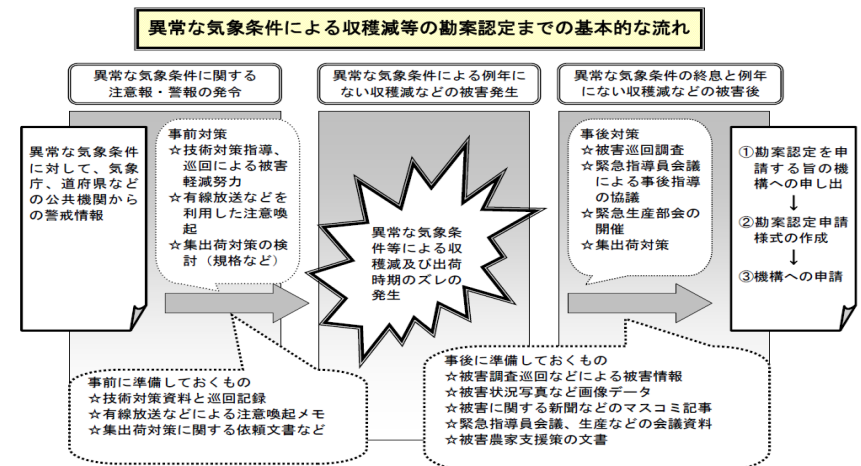 異常な気象条件による収穫減等の勘案認定までの基本的な流れ
異常な気象条件に関する
注意報・警報の発令
異常な気象条件による例年に
ない収穫減などの被害発生
異常な気象条件の終息と例年
にない収穫減などの被害後
異常な気象条件
に対して、気象
庁、道府県など
の公共機関から
の警戒情報
事前対策
☆技術対策指導、
巡回による被害
軽減努力
☆有線放送などを
利用した注意喚
起
☆集出荷対策の検
討（規格など）
異常な気象条
件等による収
穫減及び出荷
時期のズレの
発生
事後対策
☆被害巡回調査
☆緊急指導員会議
による事後指導
の協議
☆緊急生産部会の
開催
☆集出荷対策
①勘案認定を申
請する旨の機
構への申し出
↓
②勘案認定申請
様式の作成
↓
③機構への申請
事前に準備しておくもの
☆技術対策資料と巡回記録
☆有線放送などによる注意喚起メモ
☆集出荷対策に関する依頼文書など
事後に準備しておくもの
☆被害調査巡回などによる被害情報
☆被害状況写真など画像データ
☆被害に関する新聞などのマスコミ記事
☆緊急指導員会議、生産などの会議資料
☆被害農家支援策の文書